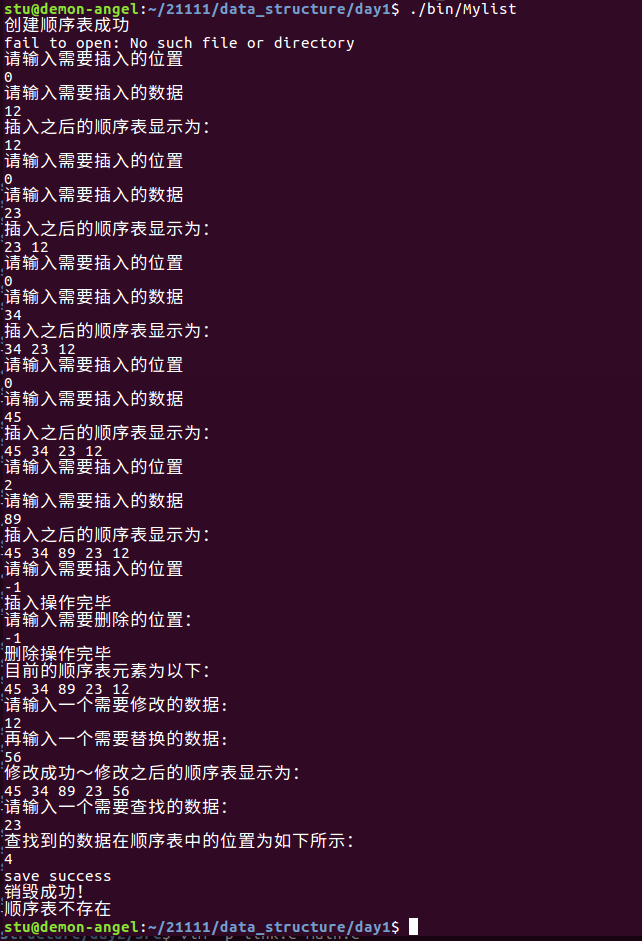 stu@demon-angel:~/21111/data_structure/day1$ ./bin/Mylist
创建顺序表成功
fail to open: No such file or directory
请输入需要插入的位置
0
请输入需要插入的数据
12
插入之后的顺序表显示为：
12
请输入需要插入的位置
0
请输入需要插入的数据
23
插入之后的顺序表显示为：
23 12
请输入需要插入的位置
0
请输入需要插入的数据
34
插入之后的顺序表显示为：
34 23 12
请输入需要插入的位置
0
请输入需要插入的数据
45
插入之后的顺序表显示为：
45 34 23 12
请输入需要插入的位置
2
请输入需要插入的数据
89
插入之后的顺序表显示为：
45 34 89 23 12
请输入需要插入的位置
-1
插入操作完毕
请输入需要删除的位置：
-1
删除操作完毕
目前的顺序表元素为以下：
45 34 89 23 12
请输入一个需要修改的数据：
12
再输入一个需要替换的数据：
56
修改成功～修改之后的顺序表显示为：
45 34 89 23 56
请输入一个需要查找的数据：
23
查找到的数据在顺序表中的位置为如下所示：
4
save success
销毁成功！
顺序表不存在
stu@demon-angel:~/21111/data_structure/day1$